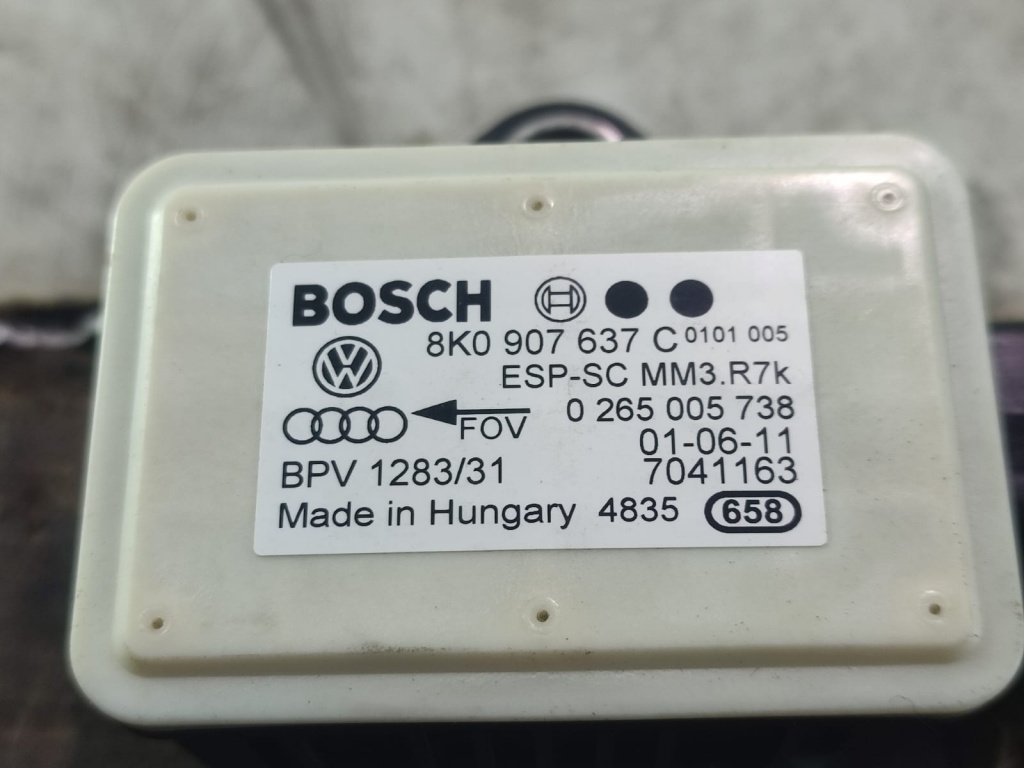 BOSCH
8K0 907 637 C 0101 005
ESP-SC MM3.R7k
FOV 0 265 005 738
01-06-11
BPV 1283/31 7041163
Made in Hungary 4835 658